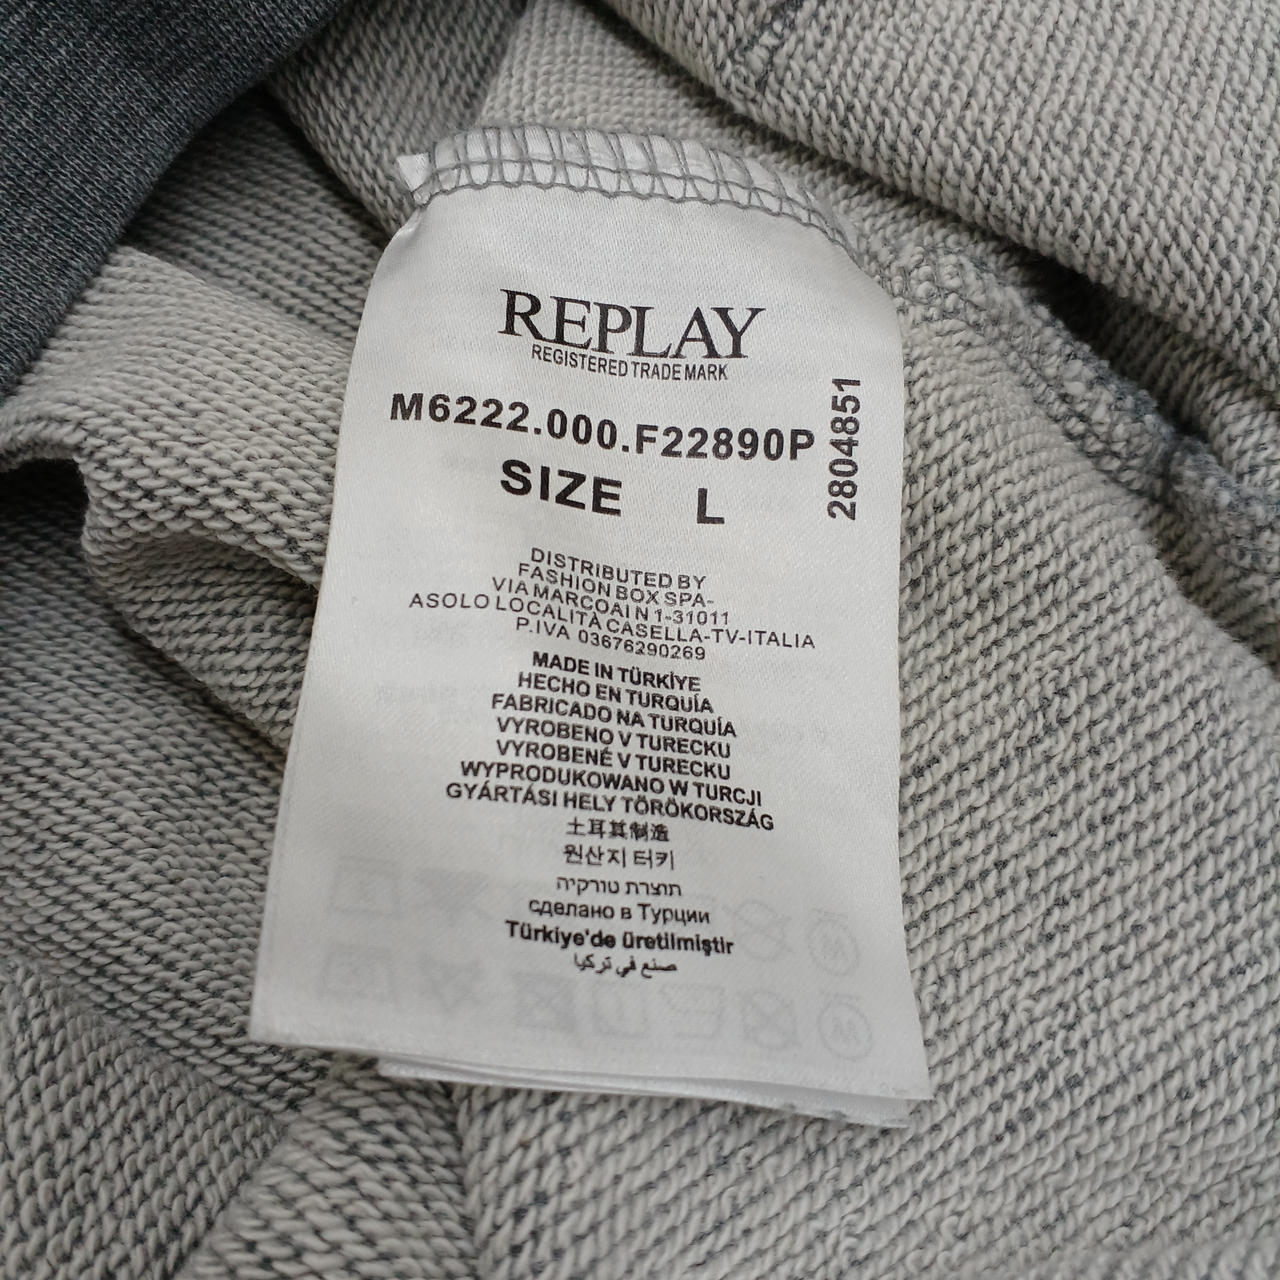 REPLAY
REGISTERED TRADE MARK
M6222.000.F22890P
2804851
SIZE L
DISTRIBUTED BY
FASHION BOX SPA-
VIA MARCOAI N 1-31011
ASOLO LOCALITÀ CASELLA-TV-ITALIA
P.IVA 03676290269
MADE IN TÜRKİYE
HECHO EN TURQUÍA
FABRICADO NA TURQUÍA
VYROBENO V TURECKU
VYROBENÉ V TURECKU
WYPRODUKOWANO W TURCJI
GYÁRTÁSI HELY TÖRÖKORSZÁG
土耳其制造
원산지 터키
תוצרת טורקיה
сделано в Турции
Türkiye'de üretilmiştir
صنع في تركيا